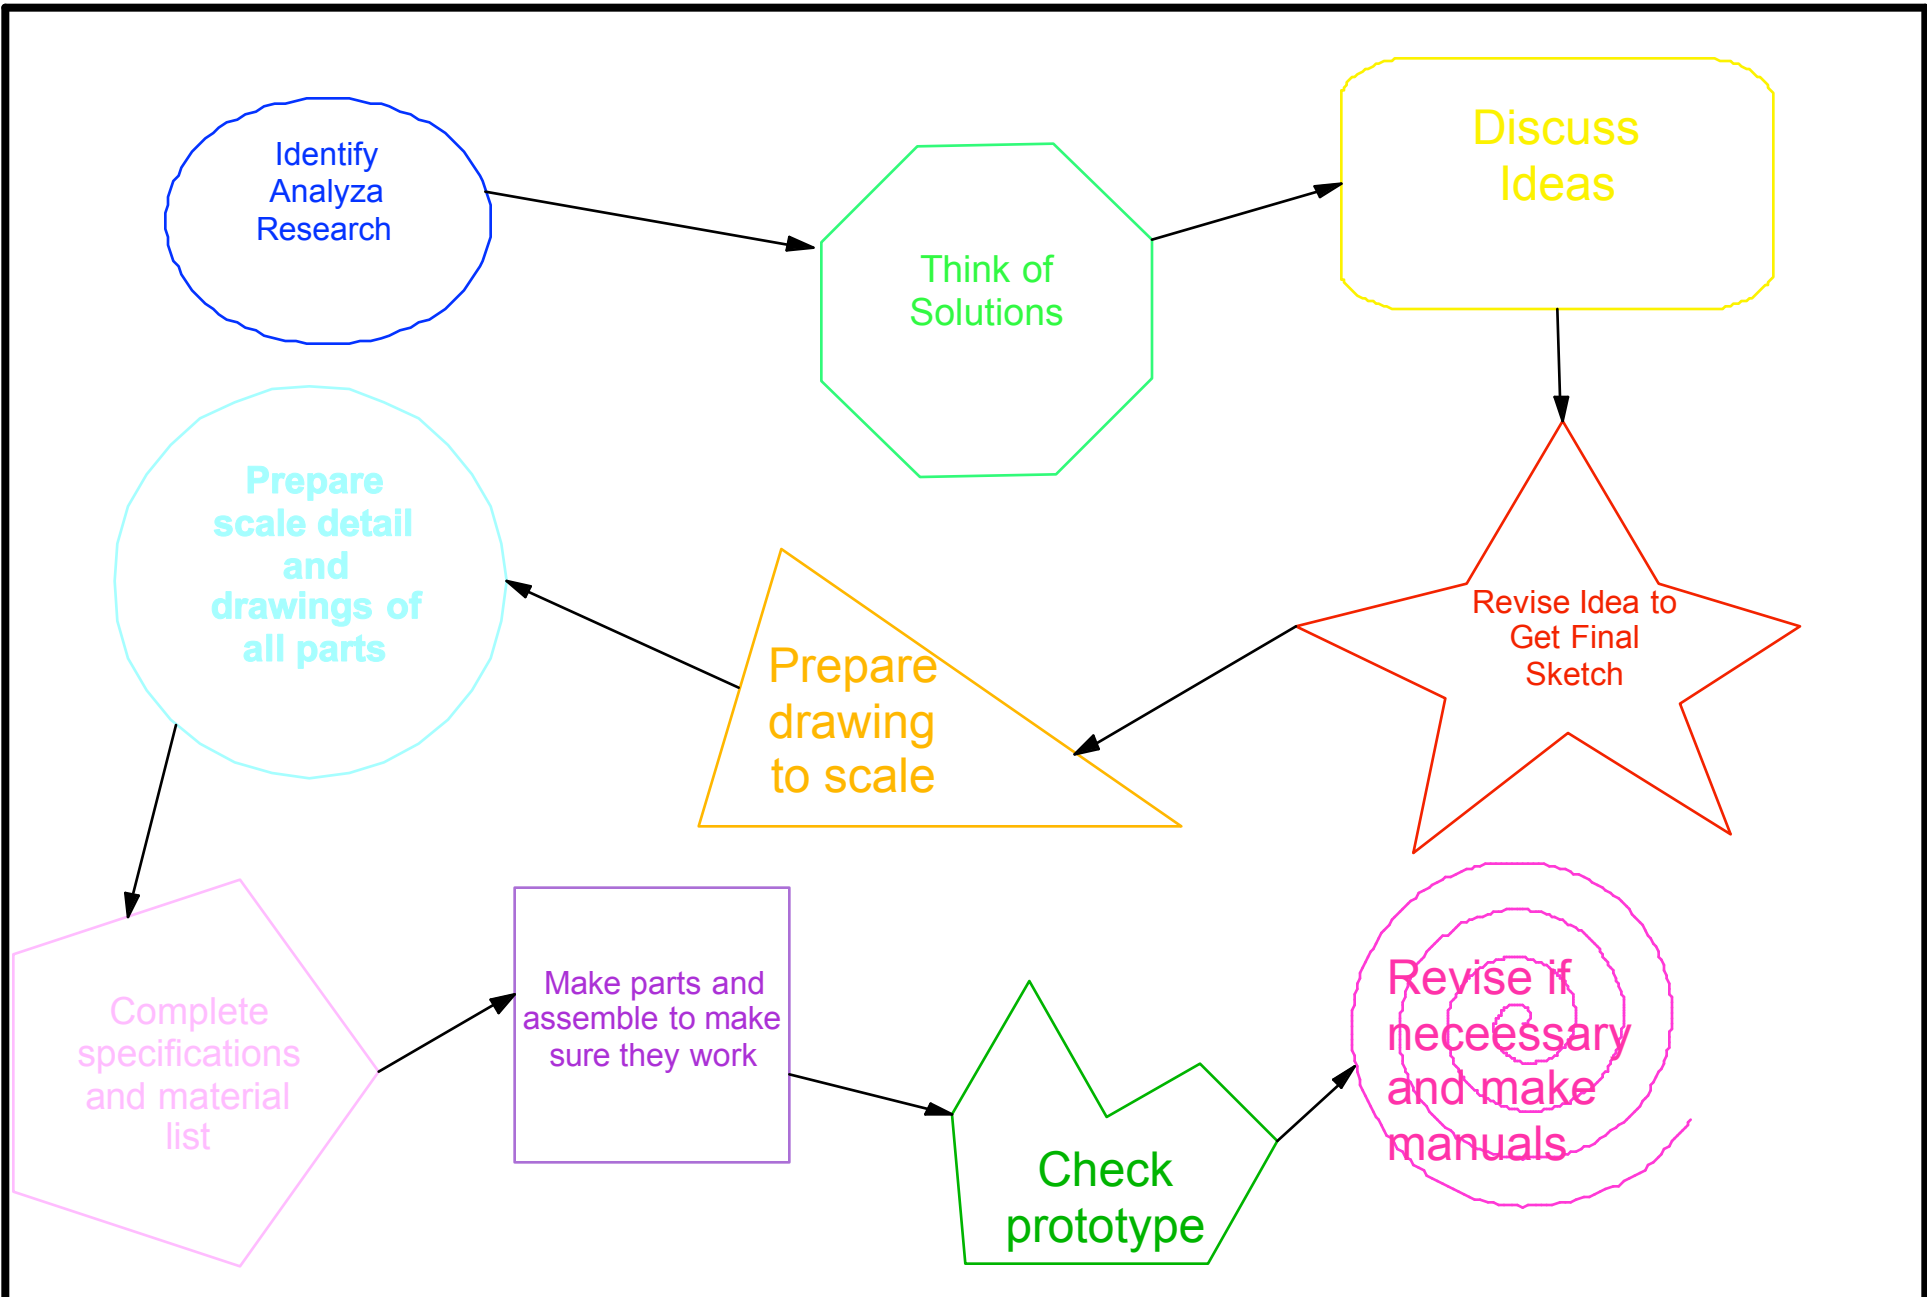 Identify
Analyza
Research
Think of
Solutions
Discuss
Ideas
Revise Idea to
Get Final
Sketch
Prepare
drawing
to scale
Prepare
scale detail
and
drawings of
all parts
Complete
specifications
and material
list
Make parts and
assemble to make
sure they work
Check
prototype
Revise if
neceessary
and make
manuals